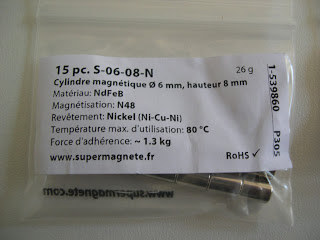 15 pc. S-06-08-N 26 g
Cylindre magnétique Ø 6 mm, hauteur 8 mm
Matériau: NdFeB
Magnétisation: N48
Revêtement: Nickel (Ni-Cu-Ni)
Température max. d'utilisation: 80 °C
Force d'adhérence: ~ 1.3 kg
www.supermagnete.fr RoHS ✓
1-539860 P305
www.supermagnete.com